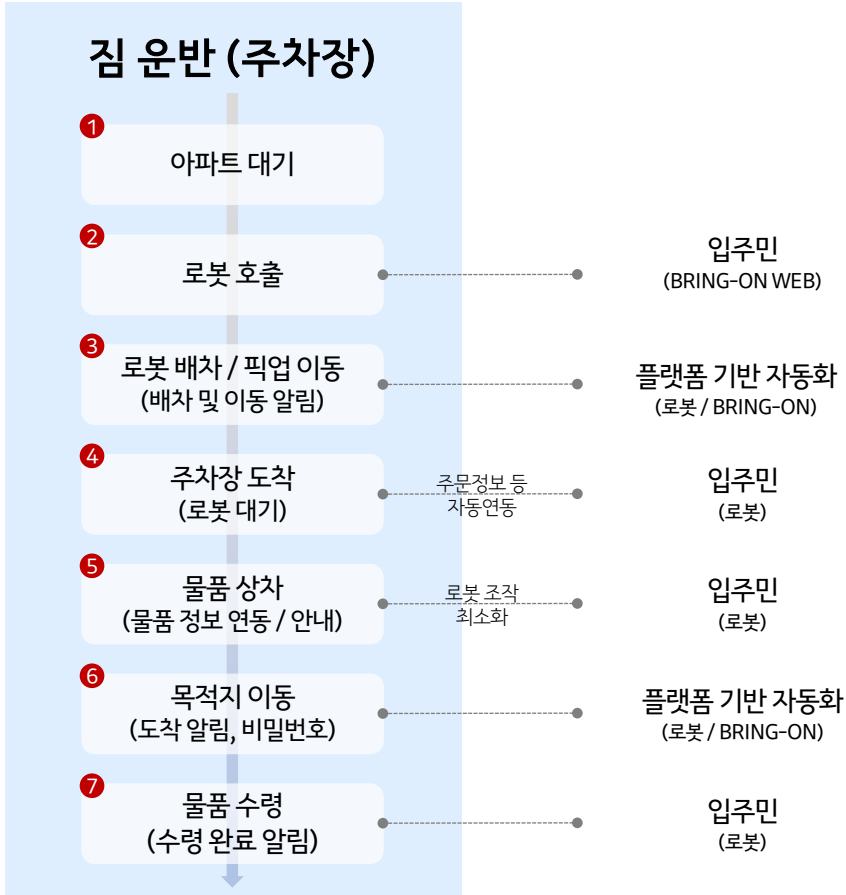 짐 운반 (주차장)
1
아파트 대기
2
로봇 호출
입주민
(BRING-ON WEB)
3
로봇 배차 / 픽업 이동
(배차 및 이동 알림)
플랫폼 기반 자동화
(로봇 / BRING-ON)
4
주차장 도착
(로봇 대기)
주문정보 등
자동연동
입주민
(로봇)
5
물품 상차
(물품 정보 연동 / 안내)
로봇 조작
최소화
입주민
(로봇)
6
목적지 이동
(도착 알림, 비밀번호)
플랫폼 기반 자동화
(로봇 / BRING-ON)
7
물품 수령
(수령 완료 알림)
입주민
(로봇)